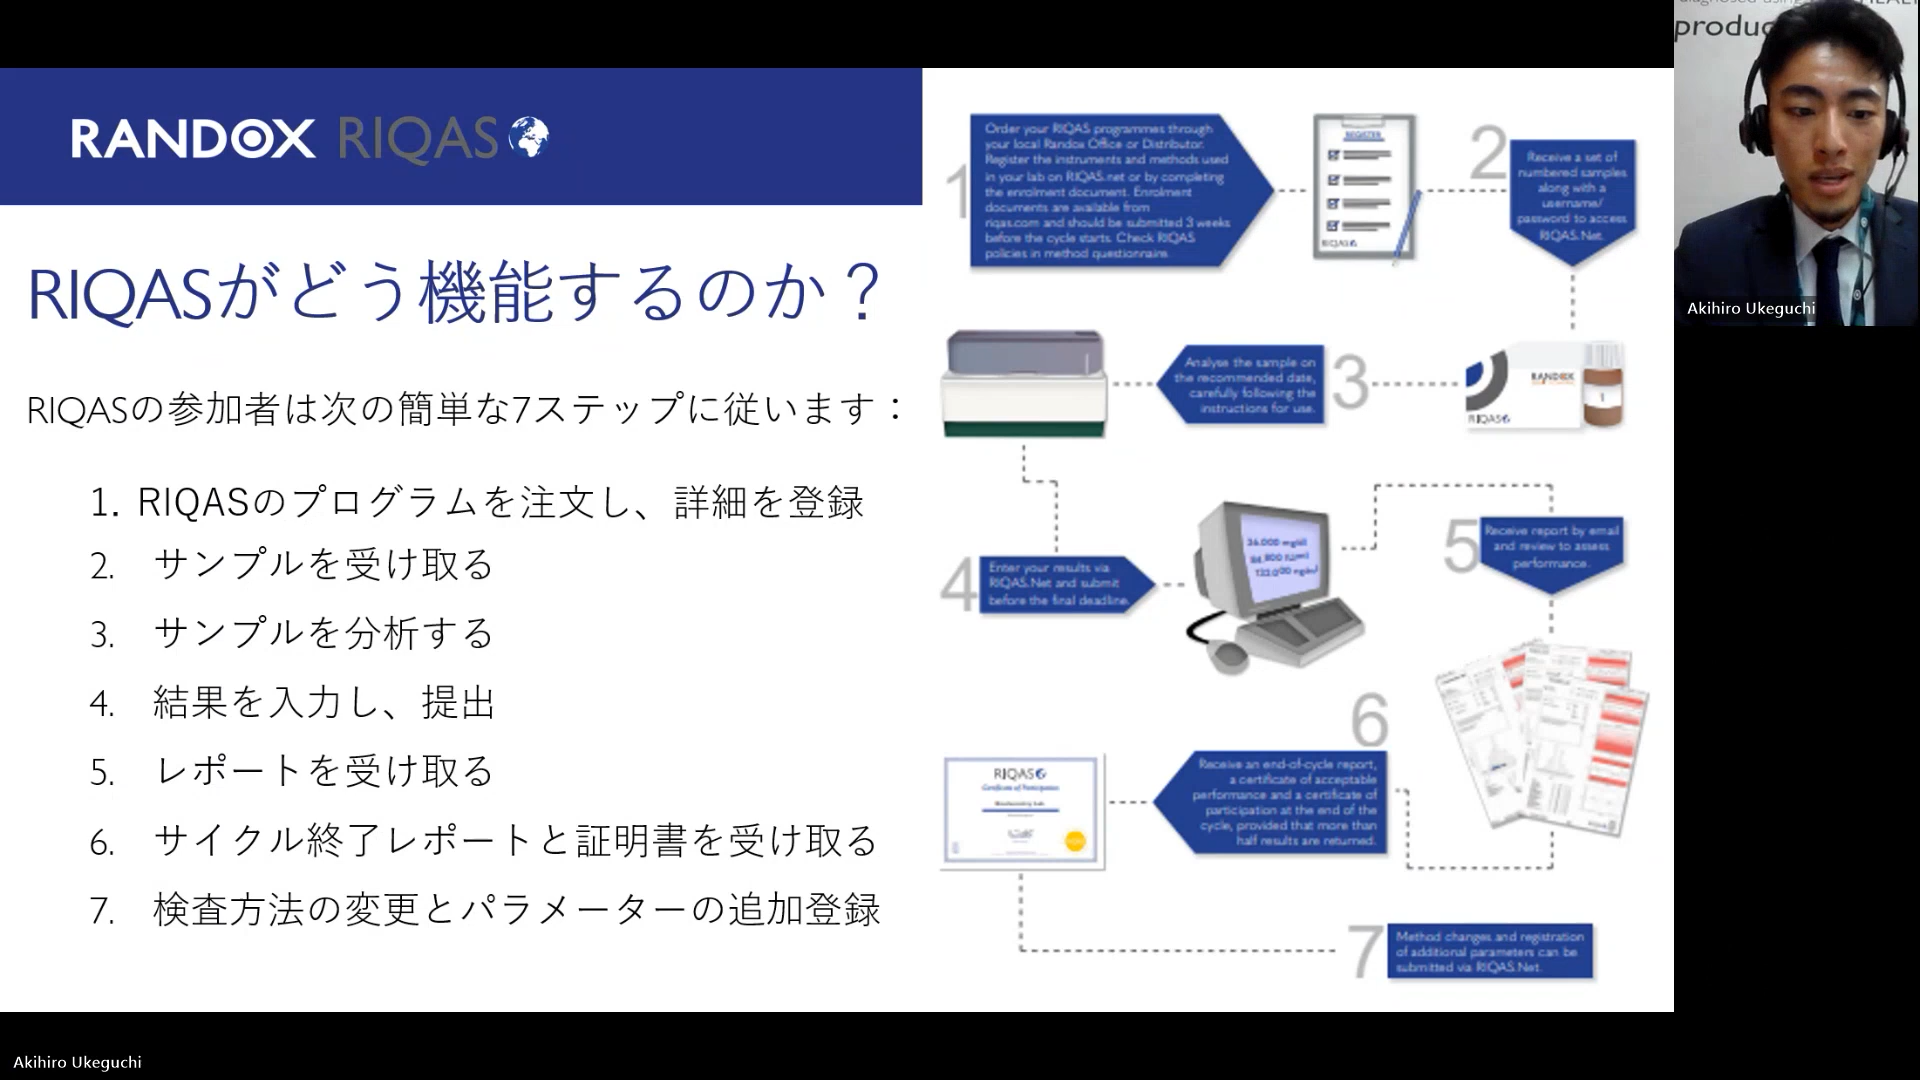 RANDOX RIQAS
RIQASがどう機能するのか？
RIQASの参加者は次の簡単な7ステップに従います：
1. RIQASのプログラムを注文し、詳細を登録
2. サンプルを受け取る
3. サンプルを分析する
4. 結果を入力し、提出
5. レポートを受け取る
6. サイクル終了レポートと証明書を受け取る
7. 検査方法の変更とパラメーターの追加登録
1
Order your RIQAS programmes through
your local Randox Office or Distributor.
Register the instruments and methods used
in your lab on RIQAS.net or by completing
the enrolment document. Enrolment
documents are available from
riqas.com and should be submitted 3 weeks
before the cycle starts. Check RIQAS
policies in method questionnaire.
REGISTER
RIQAS
2
Receive a set of
numbered samples
along with a
username/
password to access
RIQAS.Net.
RANDOX
RIQAS
1
3
Analyse the sample on
the recommended date,
carefully following the
instructions for use.
4
Enter your results via
RIQAS.Net and submit
before the final deadline.
5
Receive report by email
and review to assess
performance.
6
Receive an end-of-cycle report,
a certificate of acceptable
performance and a certificate of
participation at the end of the
cycle, provided that more than
half results are returned.
RIQAS
Certificate of Participation
7
Method changes and registration
of additional parameters can be
submitted via RIQAS.Net.
produc
Akihiro Ukeguchi
Akihiro Ukeguchi